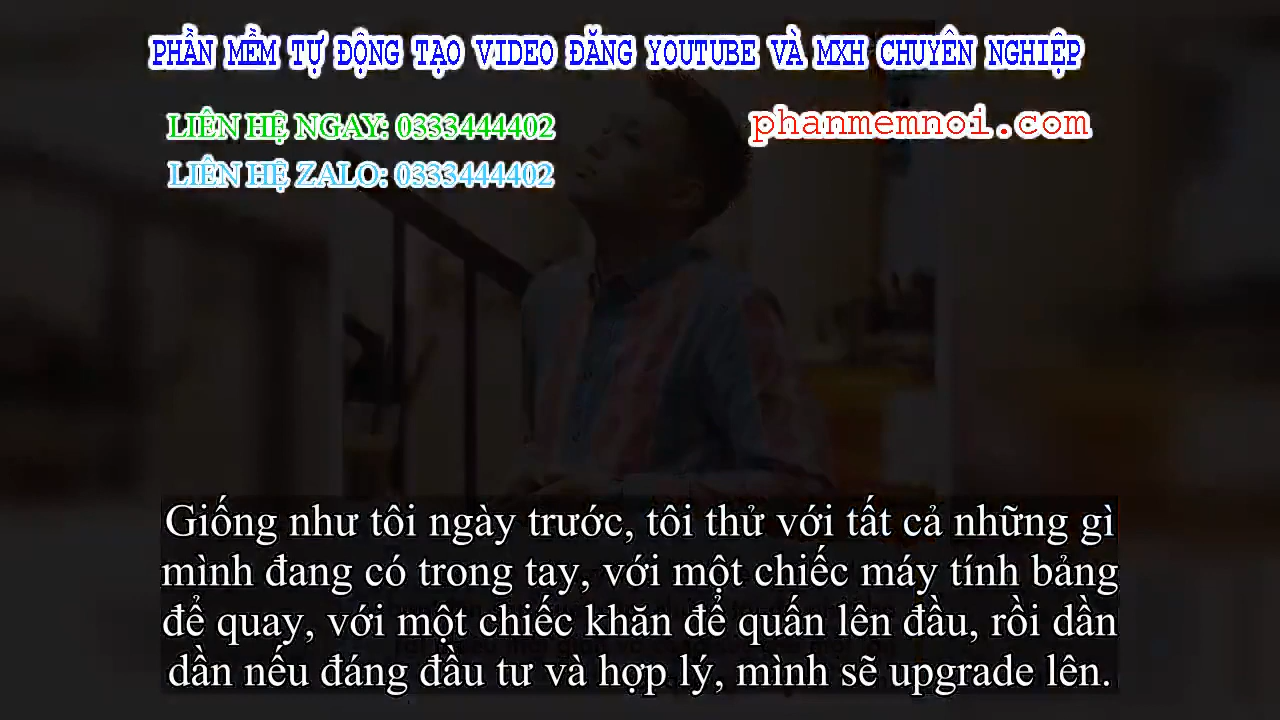 PHẦN MỀM TỰ ĐỘNG TẠO VIDEO ĐĂNG YOUTUBE VÀ MXH CHUYÊN NGHIỆP
LIÊN HỆ NGAY: 0333444402
phanmemnoi.com
LIÊN HỆ ZALO: 0333444402
Giống như tôi ngày trước, tôi thử với tất cả những gì
mình đang có trong tay, với một chiếc máy tính bảng
để quay, với một chiếc khăn để quấn lên đầu, rồi dần
dần nếu đáng đầu tư và hợp lý, mình sẽ upgrade lên.